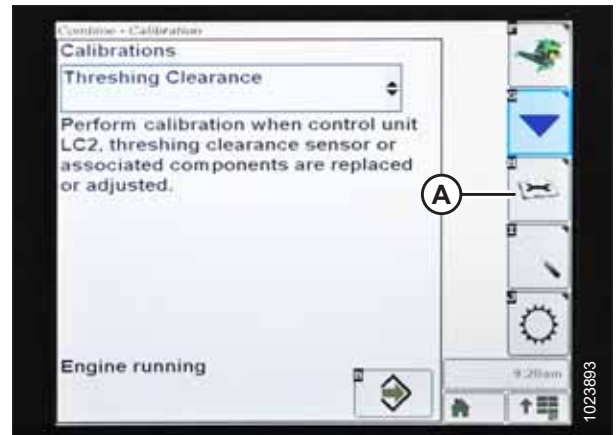 Combine - Calibration
Calibrations
Threshing Clearance
Perform calibration when control unit
LC2, threshing clearance sensor or
associated components are replaced
or adjusted.
A
Engine running
9:20am
1023893